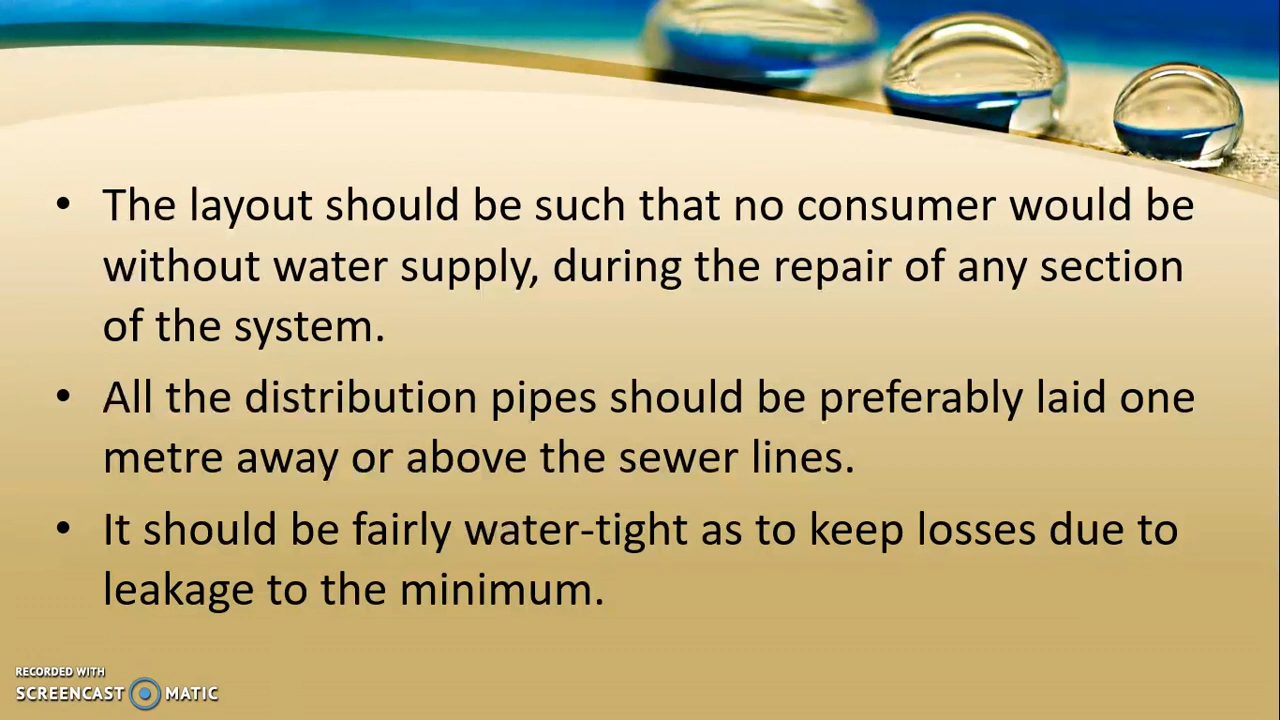 • The layout should be such that no consumer would be
without water supply, during the repair of any section
of the system.
• All the distribution pipes should be preferably laid one
metre away or above the sewer lines.
• It should be fairly water-tight as to keep losses due to
leakage to the minimum.
RECORDED WITH
SCREENCAST MATIC